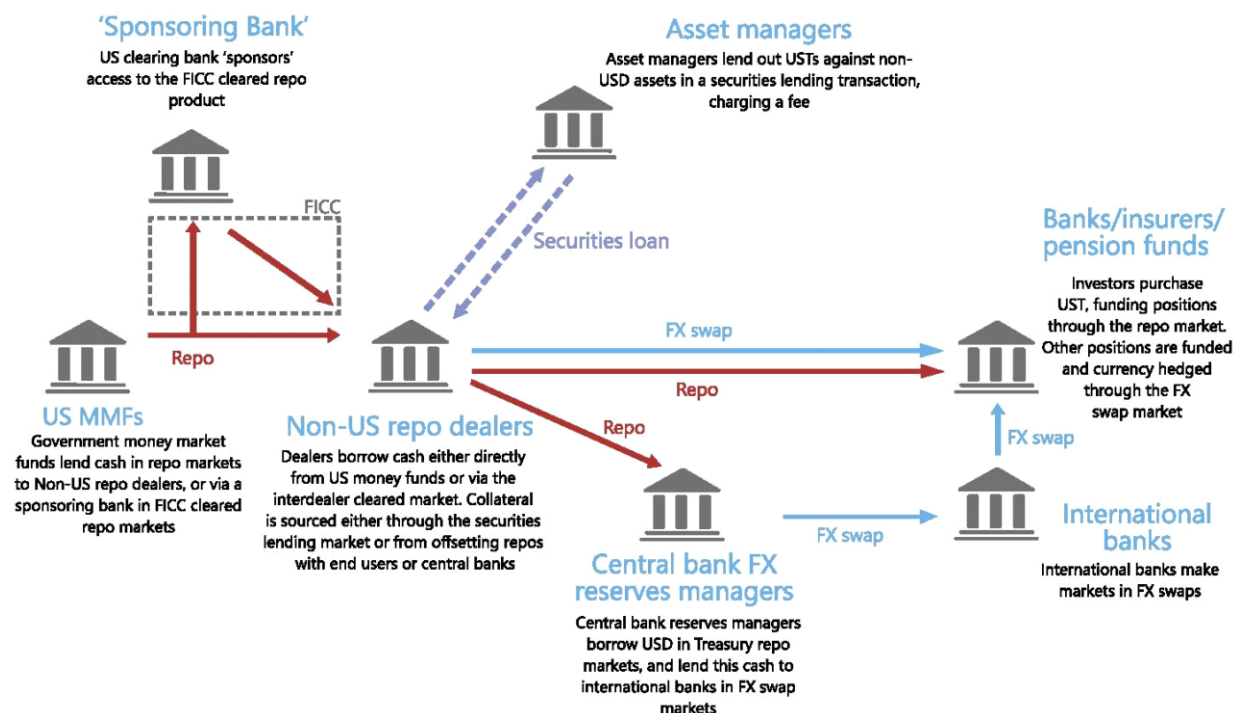 ‘Sponsoring Bank’
US clearing bank ‘sponsors’
access to the FICC cleared repo
product
Asset managers
Asset managers lend out USTs against non-
USD assets in a securities lending transaction,
charging a fee
FICC
Securities loan
Banks/insurers/
pension funds
Investors purchase
UST, funding positions
through the repo market.
Other positions are funded
and currency hedged
through the FX
swap market
Repo
FX swap
Repo
US MMFs
Government money market
funds lend cash in repo markets
to Non-US repo dealers, or via a
sponsoring bank in FICC cleared
repo markets
Non-US repo dealers
Dealers borrow cash either directly
from US money funds or via the
interdealer cleared market. Collateral
is sourced either through the securities
lending market or from offsetting repos
with end users or central banks
Repo
FX swap
FX swap
Central bank FX
reserves managers
Central bank reserves managers
borrow USD in Treasury repo
markets, and lend this cash to
international banks in FX swap
markets
International
banks
International banks make
markets in FX swaps